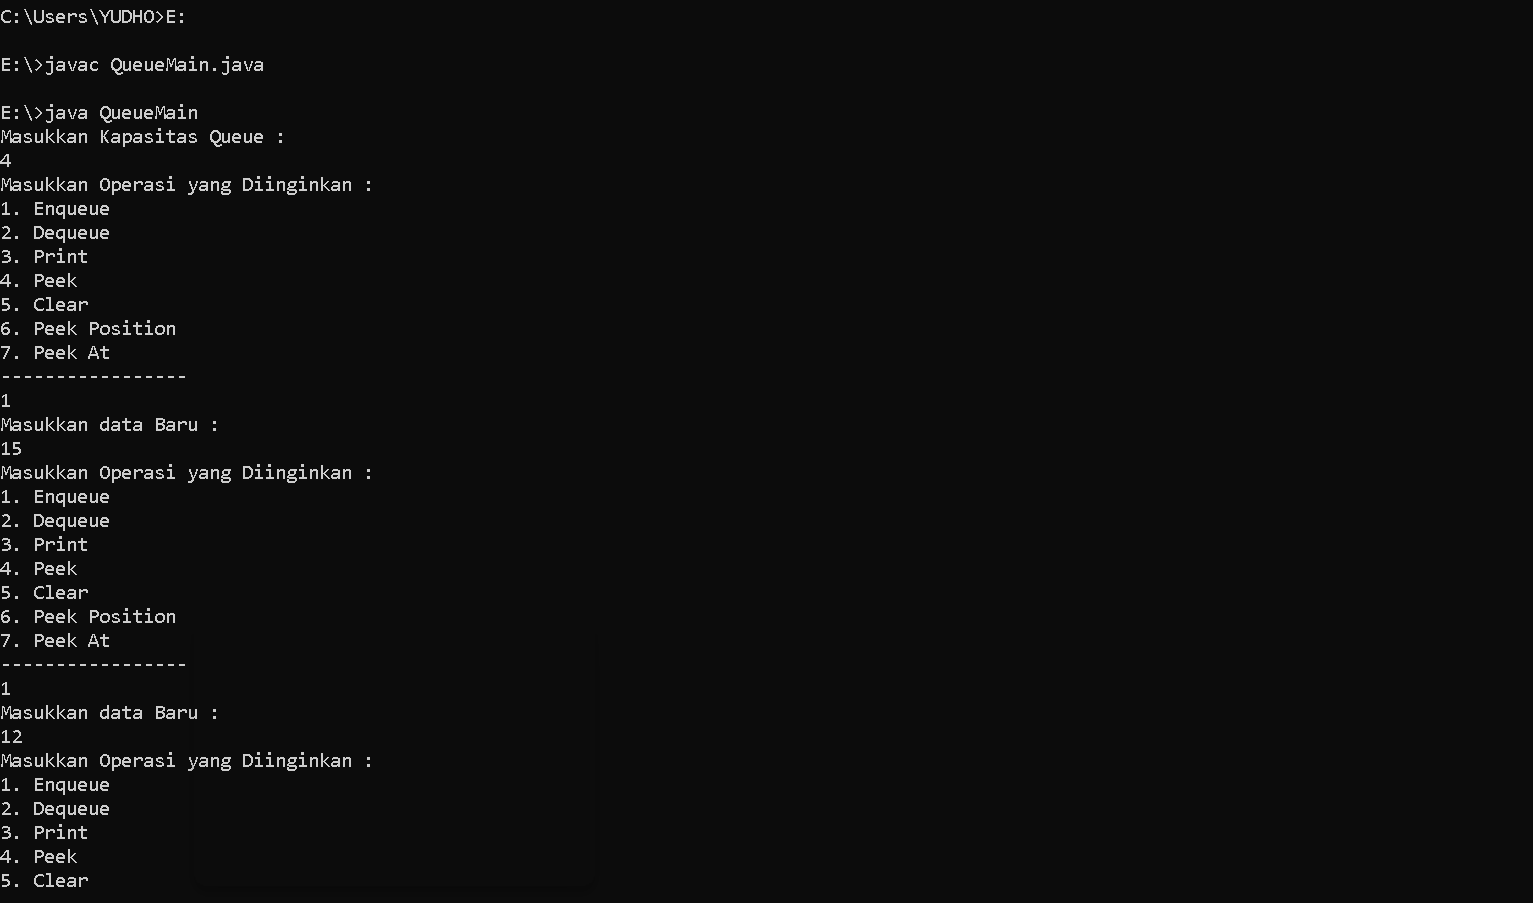 C:\Users\YUDHO>E:
E:\>javac QueueMain.java
E:\>java QueueMain
Masukkan Kapasitas Queue :
4
Masukkan Operasi yang Diinginkan :
1. Enqueue
2. Dequeue
3. Print
4. Peek
5. Clear
6. Peek Position
7. Peek At
-----------------
1
Masukkan data Baru :
15
Masukkan Operasi yang Diinginkan :
1. Enqueue
2. Dequeue
3. Print
4. Peek
5. Clear
6. Peek Position
7. Peek At
-----------------
1
Masukkan data Baru :
12
Masukkan Operasi yang Diinginkan :
1. Enqueue
2. Dequeue
3. Print
4. Peek
5. Clear